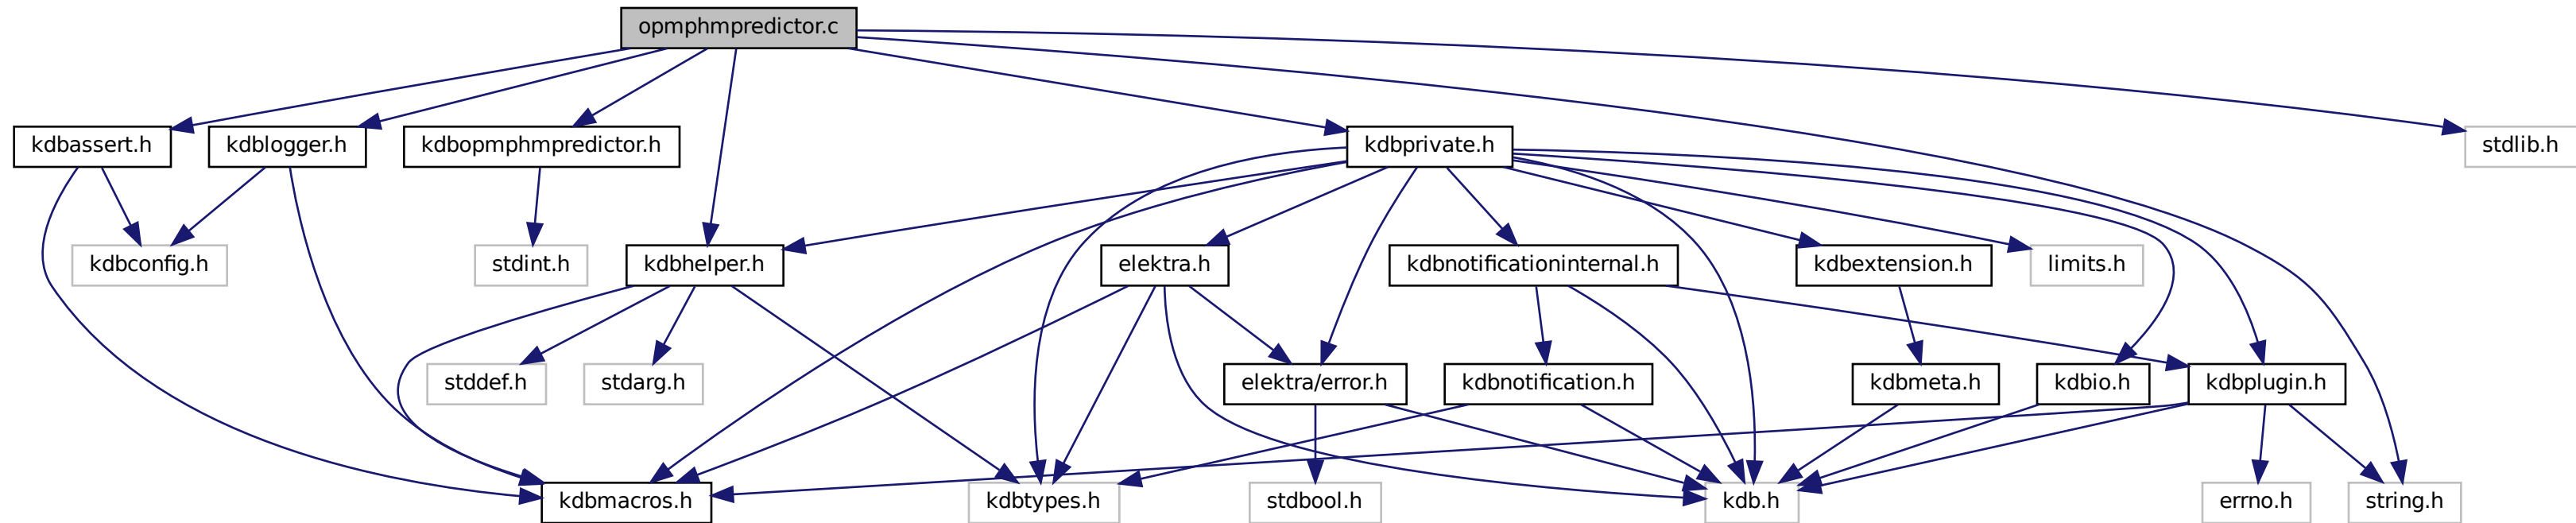 opmphmpredictor.c
kdbassert.h
kdblogger.h
kdbopmphmpredictor.h
kdbprivate.h
stdlib.h
kdbconfig.h
stdint.h
kdbhelper.h
elektra.h
kdbnotificationinternal.h
kdbextension.h
limits.h
stddef.h
stdarg.h
elektra/error.h
kdbnotification.h
kdbmeta.h
kdbio.h
kdbplugin.h
kdbmacros.h
kdbtypes.h
stdbool.h
kdb.h
errno.h
string.h